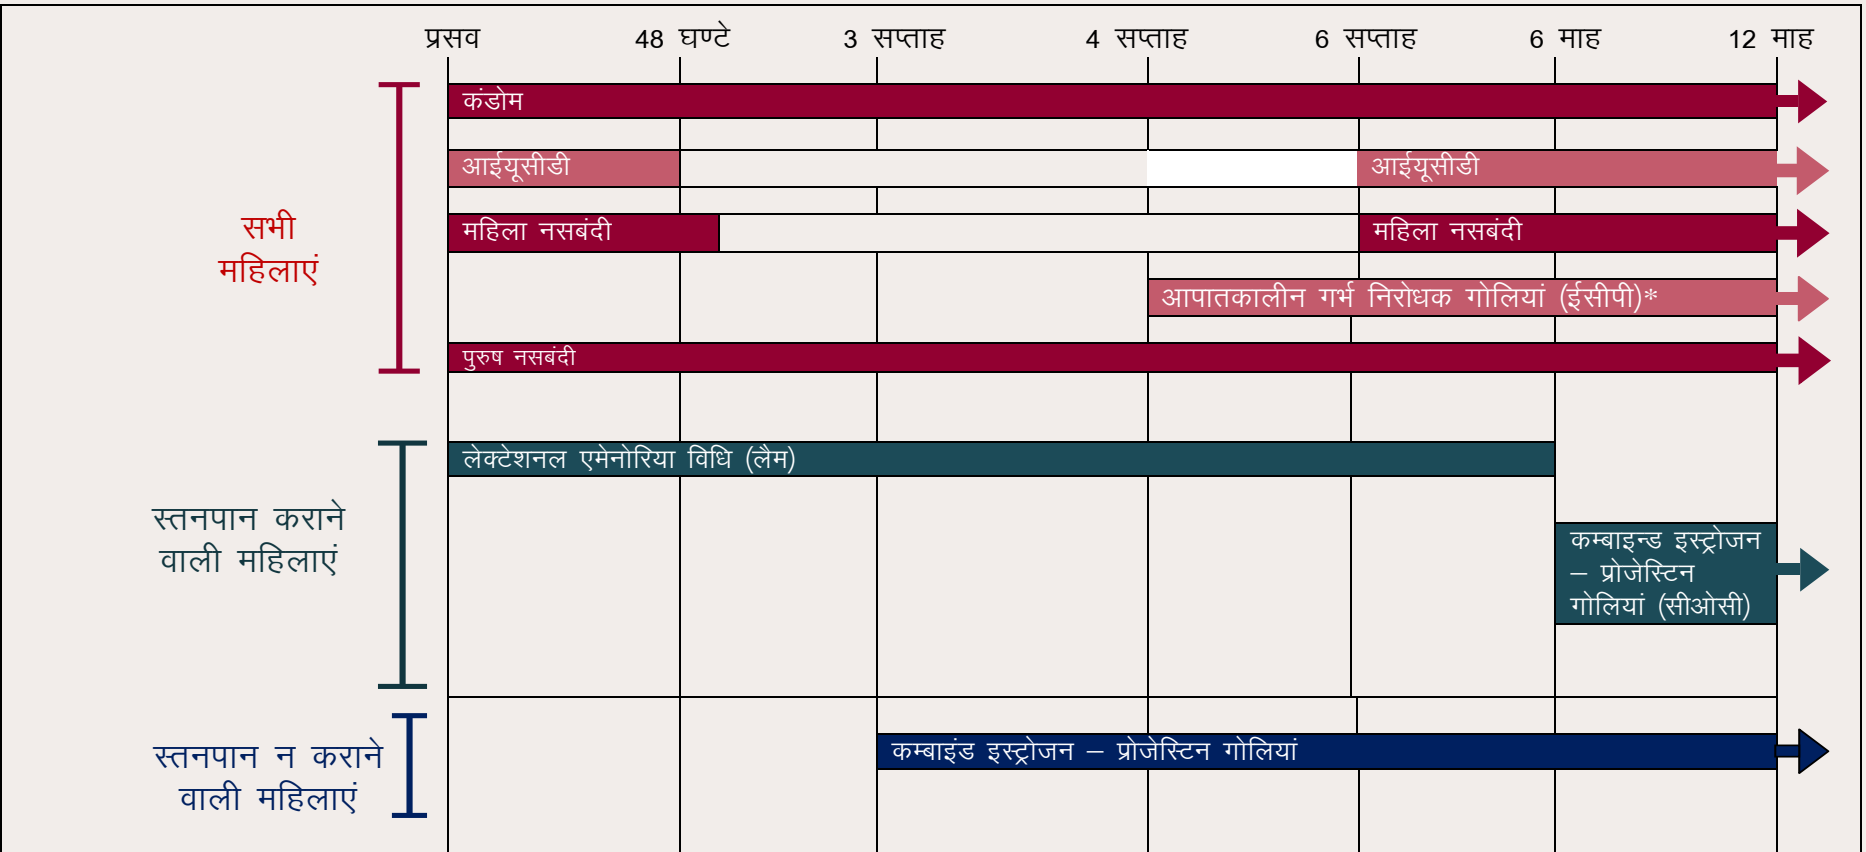 प्रसव 48 घण्टे 3 सप्ताह 4 सप्ताह 6 सप्ताह 6 माह 12 माह
कंडोम
आईयूसीडी आईयूसीडी
सभी
महिलाएं
महिला नसबंदी महिला नसबंदी
आपातकालीन गर्भ निरोधक गोलियां (ईसीपी)*
पुरुष नसबंदी
लेक्टेशनल एमेनोरिया विधि (लैम)
स्तनपान कराने
वाली महिलाएं
कम्बाइन्ड इस्ट्रोजन
– प्रोजेस्टिन
गोलियां (सीओसी)
स्तनपान न कराने
वाली महिलाएं
कम्बाइंड इस्ट्रोजन – प्रोजेस्टिन गोलियां